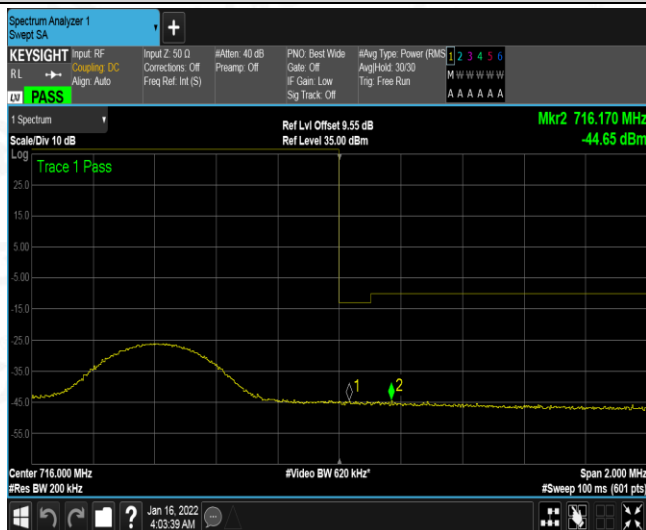 Spectrum Analyzer 1
Swept SA
+
KEYSIGHT Input: RF Input Z: 50 Ω #Atten: 40 dB PNO: Best Wide #Avg Type: Power (RMS 1 2 3 4 5 6
RL Coupling: DC Corrections: Off Preamp: Off Gate: Off Avg|Hold: 30/30 M W W W W W
Align: Auto Freq Ref: Int (S) IF Gain: Low Trig: Free Run
LXI PASS Sig Track: Off A A A A A A
1 Spectrum Ref Lvl Offset 9.55 dB Mkr2 716.170 MHz
Scale/Div 10 dB Ref Level 35.00 dBm -44.65 dBm
Log
Trace 1 Pass
25.0
15.0
5.00
-5.00
-15.0
-25.0
-35.0
1 2
-45.0
-55.0
Center 716.000 MHz #Video BW 620 kHz* Span 2.000 MHz
#Res BW 200 kHz #Sweep 100 ms (601 pts)
? Jan 16, 2022
4:03:39 AM